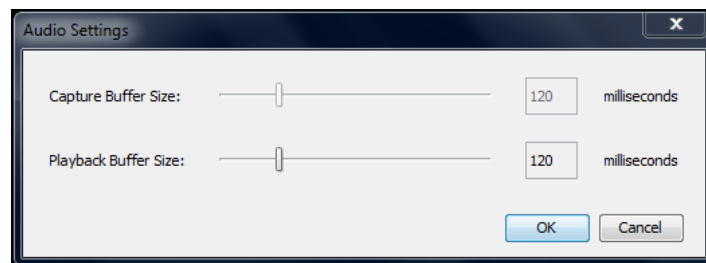 Audio Settings
x
Capture Buffer Size: 120 milliseconds
Playback Buffer Size: 120 milliseconds
OK Cancel